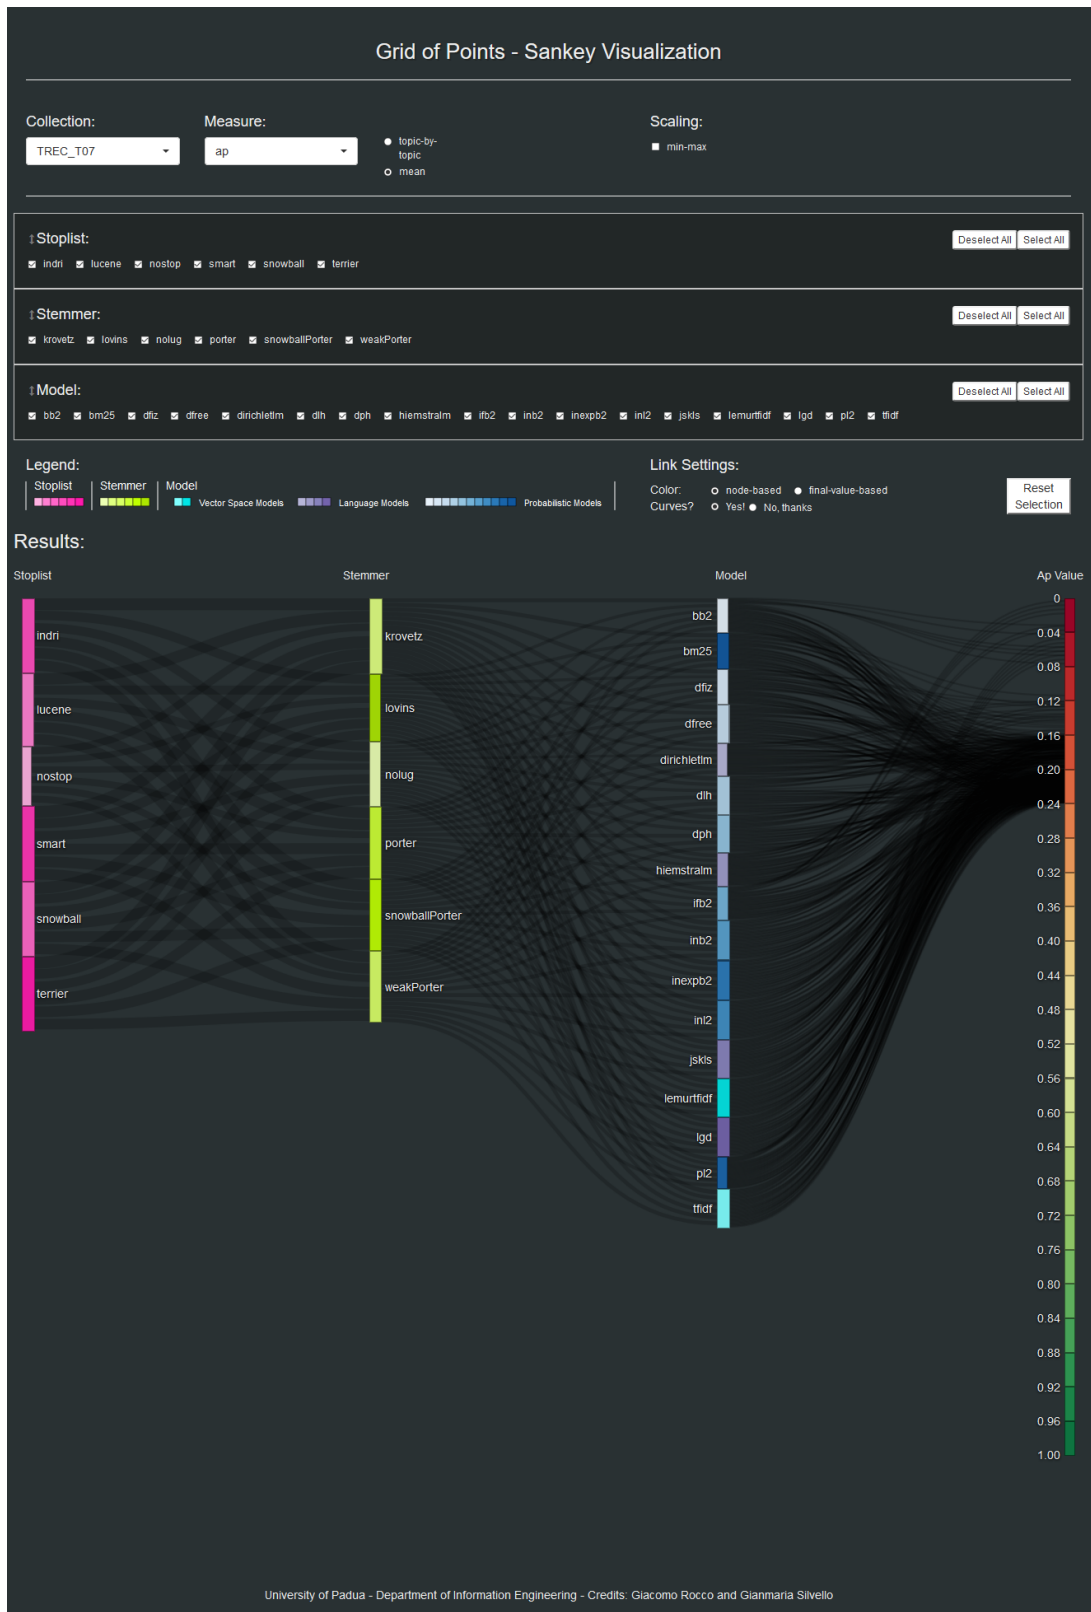 Grid of Points - Sankey Visualization
Collection: Measure: Scaling:
TREC_T07 ap topic-by-topic min-max
mean
Stoplist: Deselect All Select All
indri lucene nostop smart snowball terrier
Stemmer: Deselect All Select All
krovetz lovins nolug porter snowballPorter weakPorter
Model: Deselect All Select All
bb2 bm25 dfiz dfree dirichletlm dlh dph hiemstralm ifb2 inb2 inexpb2 inl2 jskls lemurtfidf lgd pl2 tfidf
Legend: Link Settings:
Stoplist Stemmer Model
Vector Space Models Language Models Probabilistic Models
Color: node-based final-value-based
Curves? Yes! No, thanks
Reset
Selection
Results:
Stoplist Stemmer Model Ap Value
indri
lucene
nostop
smart
snowball
terrier
krovetz
lovins
nolug
porter
snowballPorter
weakPorter
bb2
bm25
dfiz
dfree
dirichletlm
dlh
dph
hiemstralm
ifb2
inb2
inexpb2
inl2
jskls
lemurtfidf
lgd
pl2
tfidf
0
0.04
0.08
0.12
0.16
0.20
0.24
0.28
0.32
0.36
0.40
0.44
0.48
0.52
0.56
0.60
0.64
0.68
0.72
0.76
0.80
0.84
0.88
0.92
0.96
1.00
University of Padua - Department of Information Engineering - Credits: Giacomo Rocco and Gianmaria Silvello